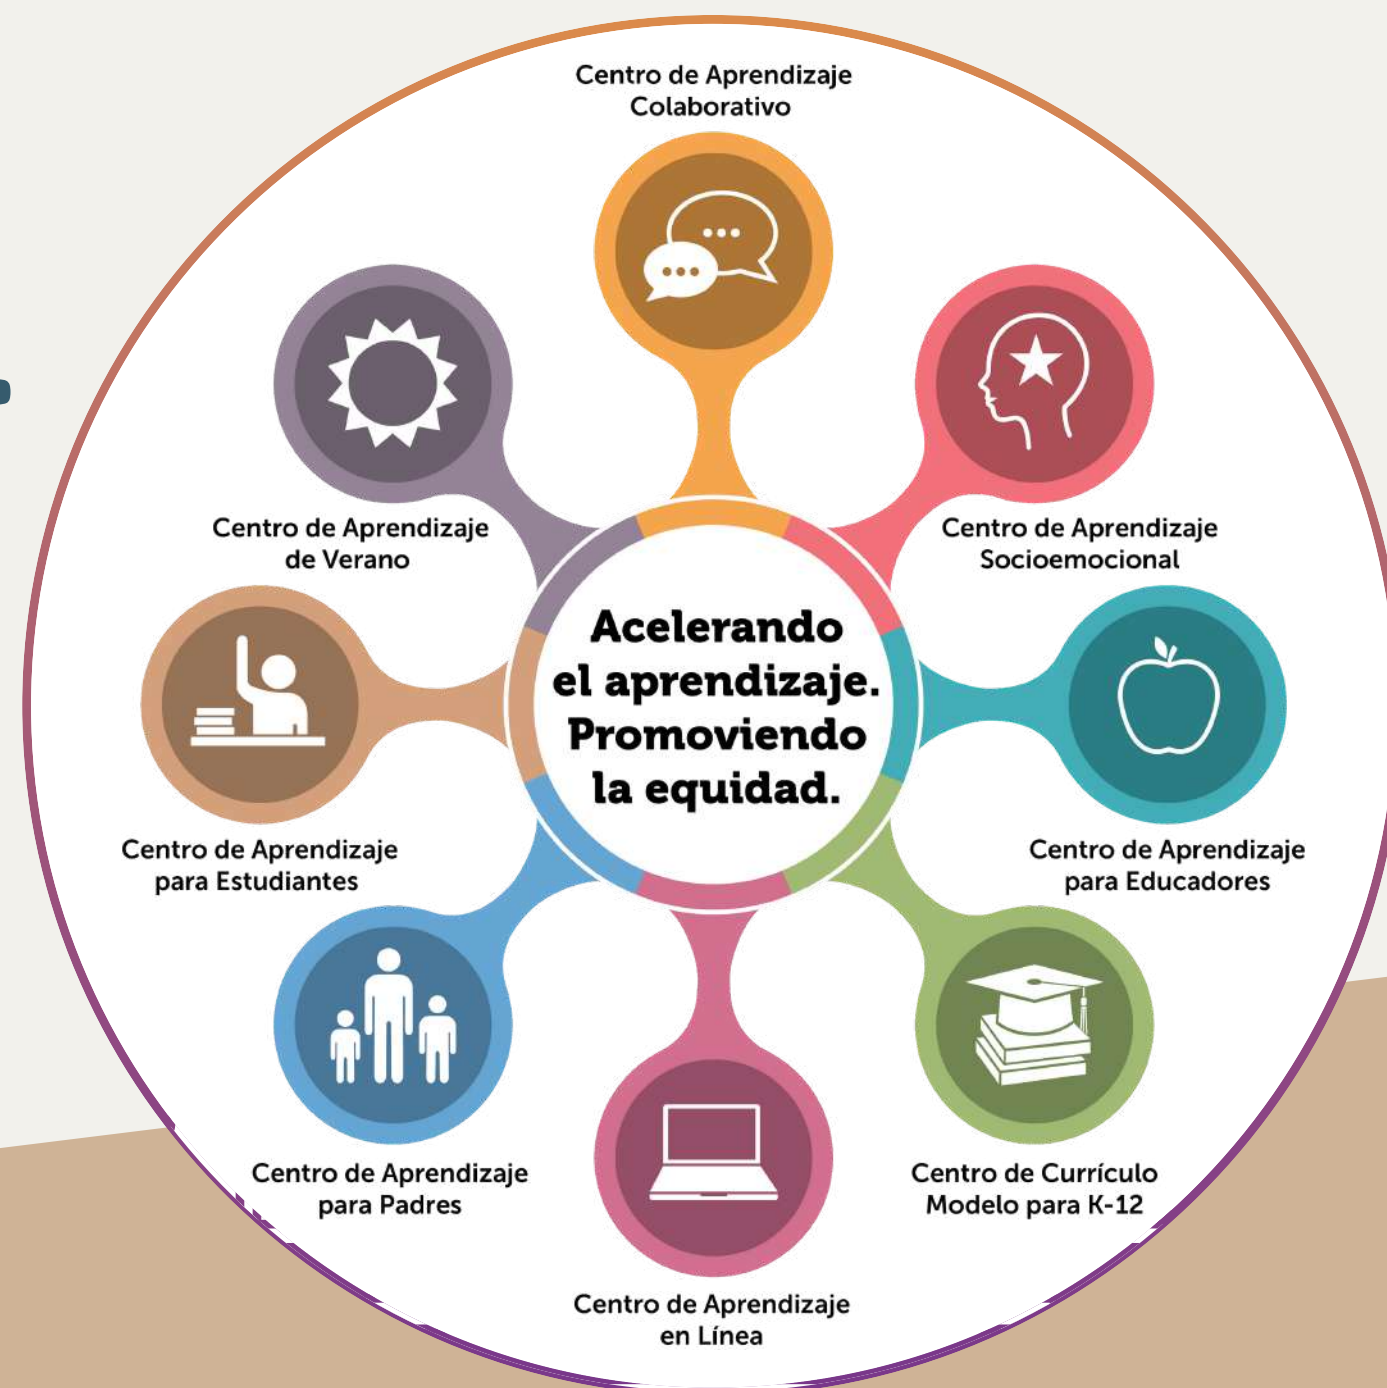 Centro de Aprendizaje
Colaborativo
Centro de Aprendizaje
de Verano
Centro de Aprendizaje
Socioemocional
Acelerando
el aprendizaje.
Promoviendo
la equidad.
Centro de Aprendizaje
para Estudiantes
Centro de Aprendizaje
para Educadores
Centro de Aprendizaje
para Padres
Centro de Currículo
Modelo para K-12
Centro de Aprendizaje
en Línea